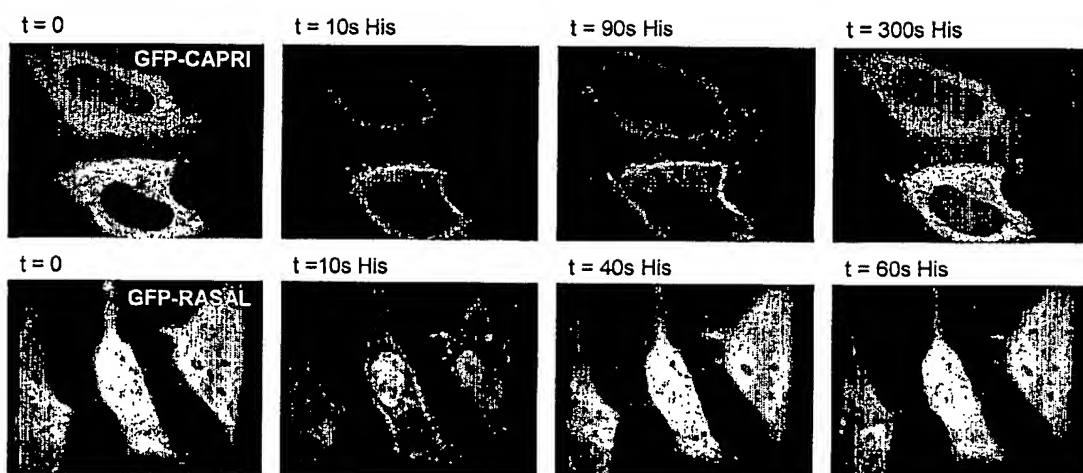 t = 0 t = 10s His t = 90s His t = 300s His
GFP-CAPRI
t = 0 t =10s His t = 40s His t = 60s His
GFP-RASAL